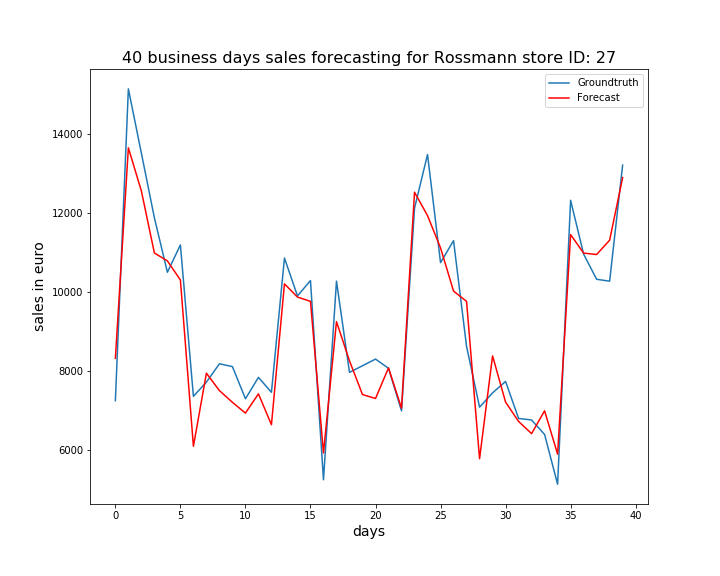 40 business days sales forecasting for Rossmann store ID: 27
Groundtruth
Forecast
14000
12000
10000
8000
6000
sales in euro
0 5 10 15 20 25 30 35 40
days